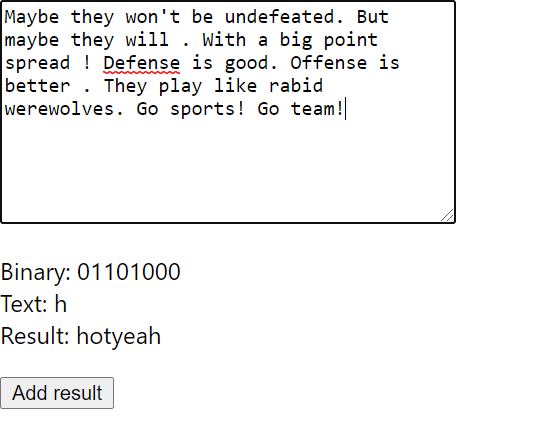 Maybe they won't be undefeated. But
maybe they will . With a big point
spread ! Defense is good. Offense is
better . They play like rabid
werewolves. Go sports! Go team!
Binary: 01101000
Text: h
Result: hotyeah
Add result